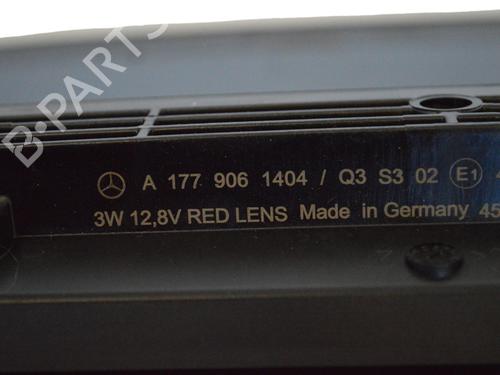 B-PARTS
A 177 906 1404 / Q3 S3 02 E1
3W 12,8V RED LENS Made in Germany 45